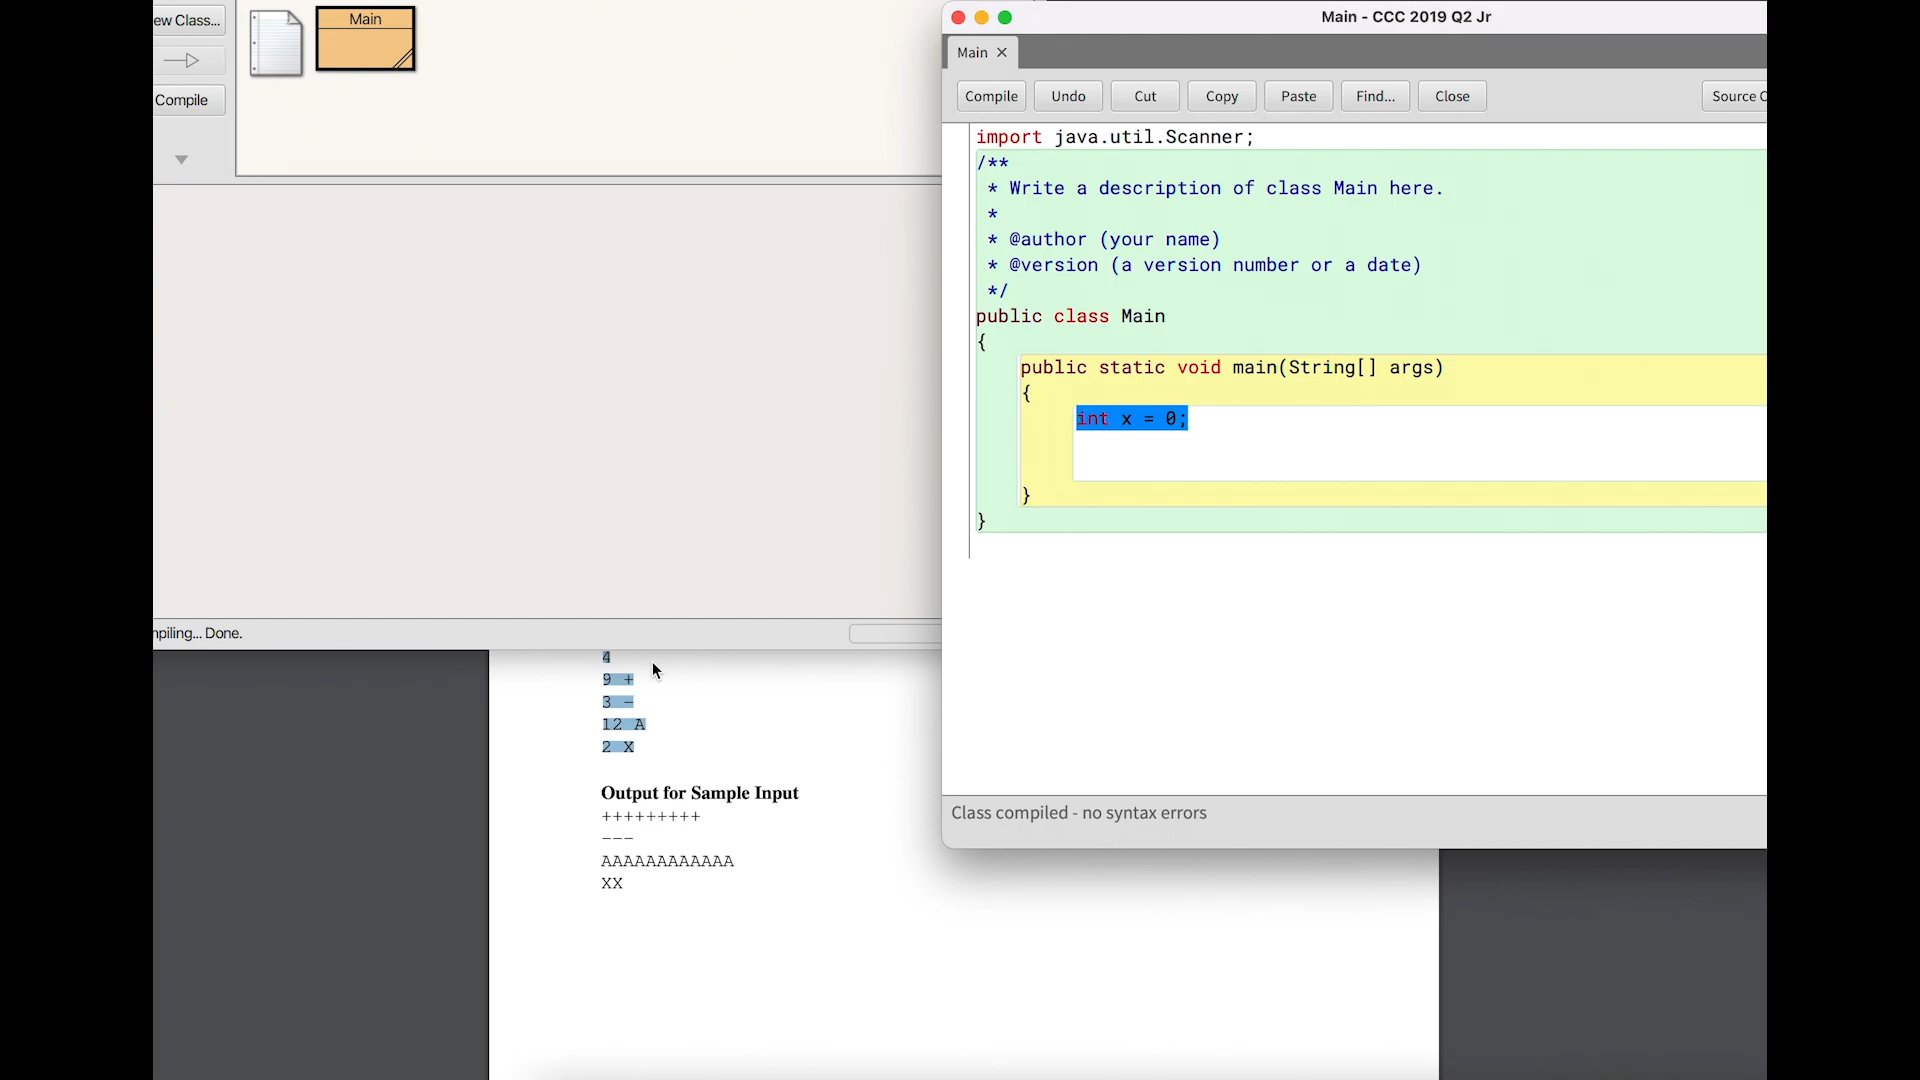 ew Class...
Compile
Main
mpiling... Done.
4
9 +
3 -
12 A
2 X
Output for Sample Input
+++++++++
---
AAAAAAAAAAAA
XX
Main - CCC 2019 Q2 Jr
Main ×
Compile Undo Cut Copy Paste Find... Close Source C
import java.util.Scanner;
/**
* Write a description of class Main here.
*
* @author (your name)
* @version (a version number or a date)
*/
public class Main
{
public static void main(String[] args)
{
int x = 0;
}
}
Class compiled - no syntax errors